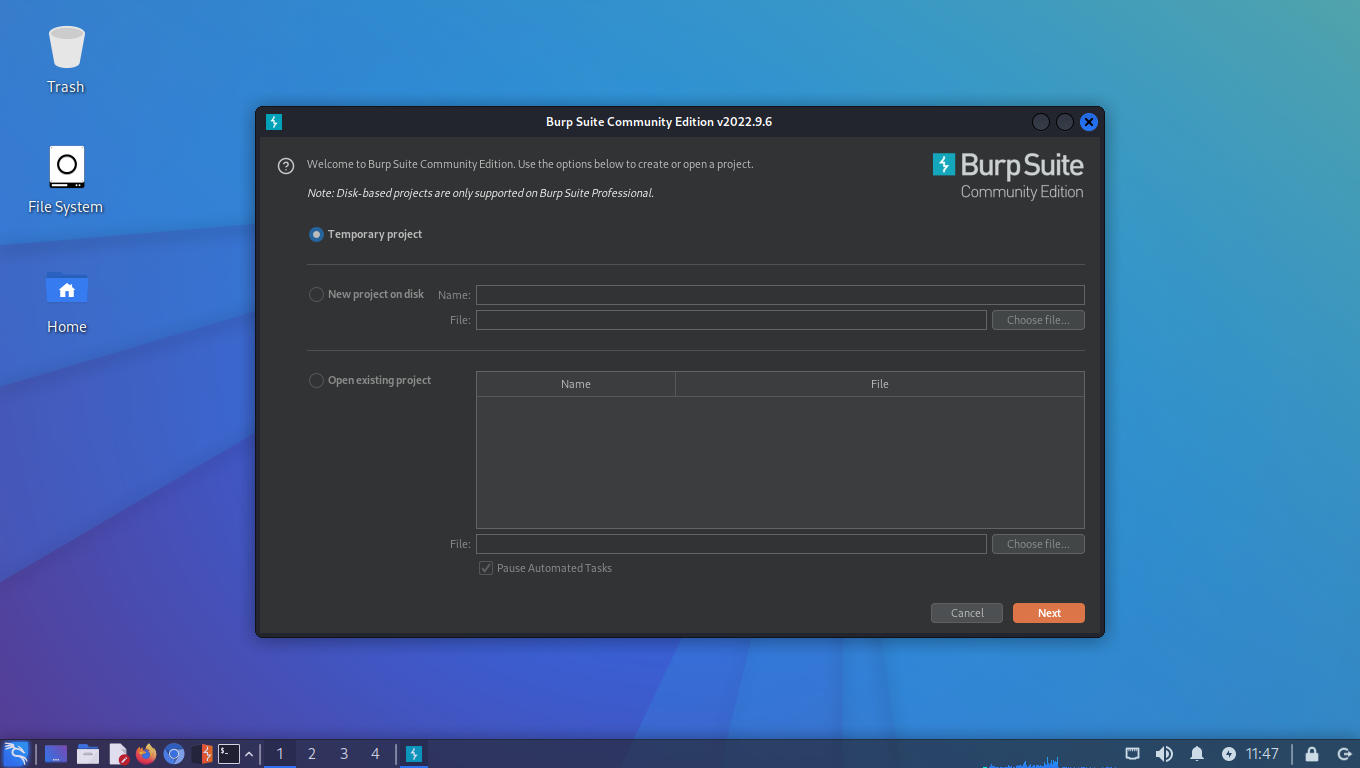 Trash
File System
Home
Burp Suite Community Edition v2022.9.6
Welcome to Burp Suite Community Edition. Use the options below to create or open a project.
Note: Disk-based projects are only supported on Burp Suite Professional.
Burp Suite
Community Edition
Temporary project
New project on disk
Name:
File:
Choose file...
Open existing project
Name
File
File:
Choose file...
Pause Automated Tasks
Cancel
Next
1 2 3 4
11:47